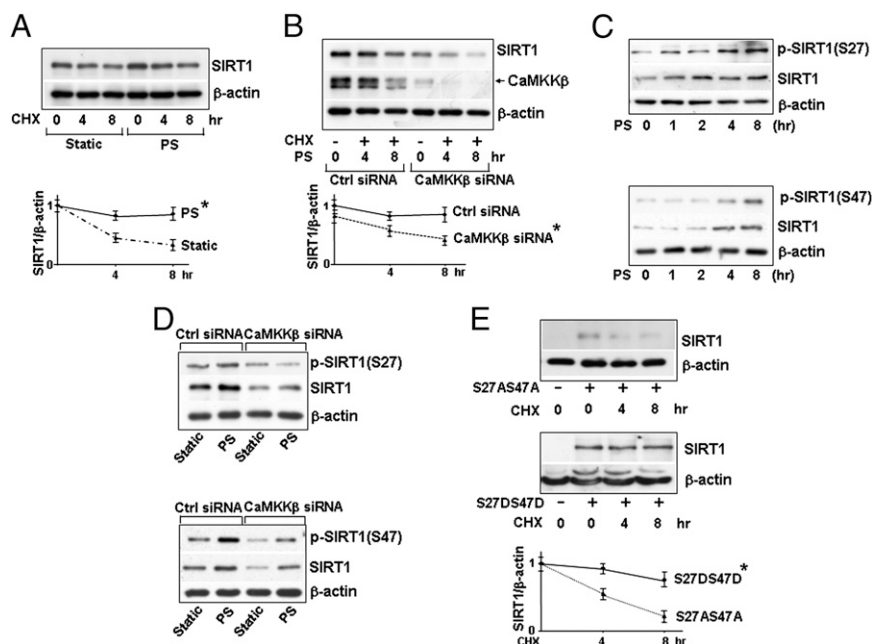 A
SIRT1
β-actin
CHX 0 4 8 0 4 8 hr
Static PS
SIRT1/β-actin
1
0
PS*
Static
4 8 hr
B
SIRT1
CaMKKβ
β-actin
CHX - + + - + +
PS 0 4 8 0 4 8 hr
Ctrl siRNA CaMKKβ siRNA
SIRT1/β-actin
1
0
Ctrl siRNA
CaMKKβ siRNA*
4 8 hr
C
p-SIRT1(S27)
SIRT1
β-actin
PS 0 1 2 4 8 (hr)
p-SIRT1(S47)
SIRT1
β-actin
PS 0 1 2 4 8 (hr)
D
Ctrl siRNA CaMKKβ siRNA
p-SIRT1(S27)
SIRT1
β-actin
Static PS Static PS
Ctrl siRNA CaMKKβ siRNA
p-SIRT1(S47)
SIRT1
β-actin
Static PS Static PS
E
SIRT1
β-actin
S27AS47A - + + +
CHX 0 0 4 8 hr
SIRT1
β-actin
S27DS47D - + + +
CHX 0 0 4 8 hr
SIRT1/β-actin
1
0
S27DS47D*
S27AS47A
CHX 4 8 hr